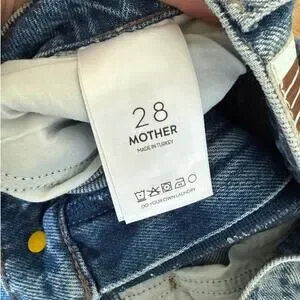 28
MOTHER
MADE IN TURKEY
DO YOUR OWN LAUNDRY